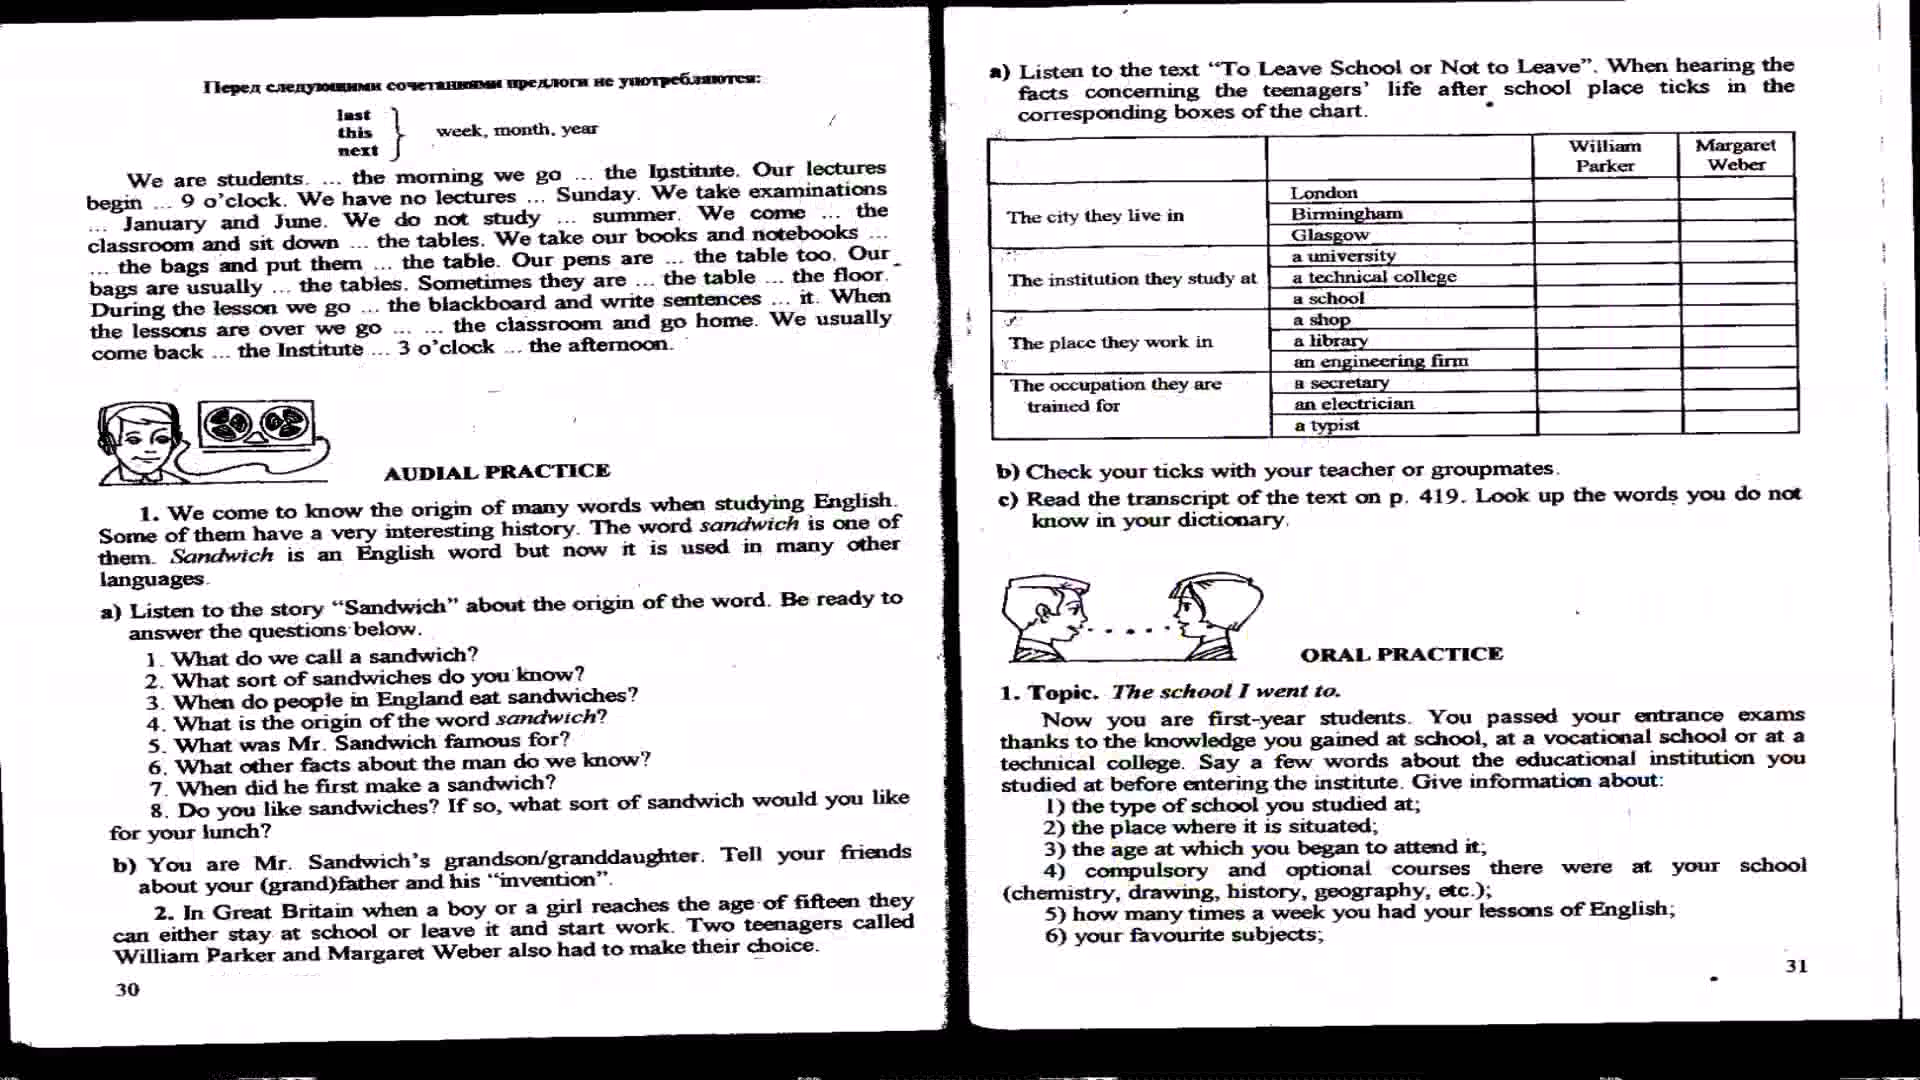 Перед следующими сочетаниями предлоги не употребляются:
last
this
next
week, month, year
We are students. ... the morning we go ... the Institute. Our lectures
begin ... 9 o'clock. We have no lectures ... Sunday. We take examinations
... January and June. We do not study ... summer. We come ... the
classroom and sit down ... the tables. We take our books and notebooks ...
... the bags and put them ... the table. Our pens are ... the table too. Our
bags are usually ... the tables. Sometimes they are ... the table ... the floor.
During the lesson we go ... the blackboard and write sentences ... it. When
the lessons are over we go ... ... the classroom and go home. We usually
come back ... the Institute ... 3 o'clock ... the afternoon.
AUDIAL PRACTICE
1. We come to know the origin of many words when studying English.
Some of them have a very interesting history. The word sandwich is one of
them. Sandwich is an English word but now it is used in many other
languages.
a) Listen to the story “Sandwich” about the origin of the word. Be ready to
answer the questions below.
1. What do we call a sandwich?
2. What sort of sandwiches do you know?
3. When do people in England eat sandwiches?
4. What is the origin of the word sandwich?
5. What was Mr. Sandwich famous for?
6. What other facts about the man do we know?
7. When did he first make a sandwich?
8. Do you like sandwiches? If so, what sort of sandwich would you like
for your lunch?
b) You are Mr. Sandwich's grandson/granddaughter. Tell your friends
about your (grand)father and his “invention”.
2. In Great Britain when a boy or a girl reaches the age of fifteen they
can either stay at school or leave it and start work. Two teenagers called
William Parker and Margaret Weber also had to make their choice.
30
a) Listen to the text “To Leave School or Not to Leave”. When hearing the
facts concerning the teenagers' life after school place ticks in the
corresponding boxes of the chart.
William
Parker
Margaret
Weber
The city they live in
London
Birmingham
Glasgow
The institution they study at
a university
a technical college
a school
The place they work in
a shop
a library
an engineering firm
The occupation they are
trained for
a secretary
an electrician
a typist
b) Check your ticks with your teacher or groupmates.
c) Read the transcript of the text on p. 419. Look up the words you do not
know in your dictionary.
ORAL PRACTICE
1. Topic. The school I went to.
Now you are first-year students. You passed your entrance exams
thanks to the knowledge you gained at school, at a vocational school or at a
technical college. Say a few words about the educational institution you
studied at before entering the institute. Give information about:
1) the type of school you studied at;
2) the place where it is situated;
3) the age at which you began to attend it;
4) compulsory and optional courses there were at your school
(chemistry, drawing, history, geography, etc.);
5) how many times a week you had your lessons of English;
6) your favourite subjects;
31